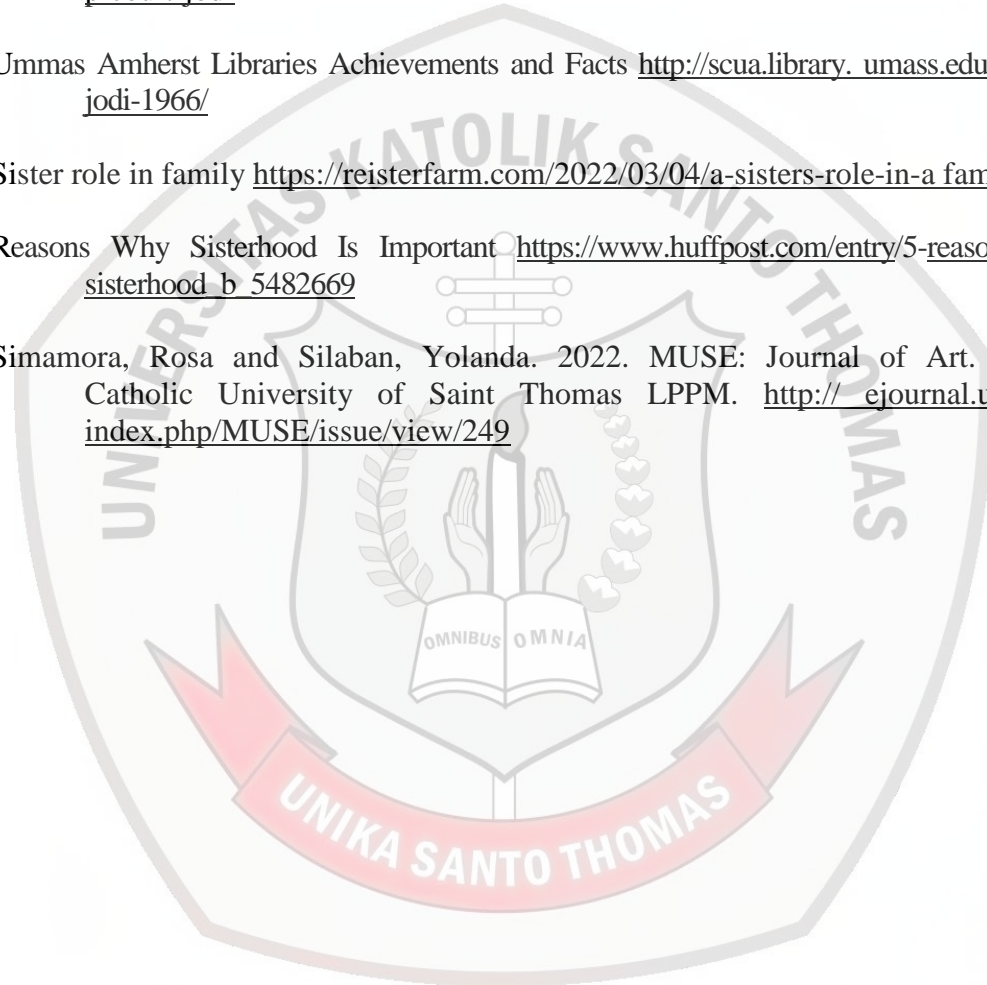 Ummas Amherst Libraries Achievements and Facts http://scua.library. umass.edu
jodi-1966/
Sister role in family https://reisterfarm.com/2022/03/04/a-sisters-role-in-a fam
Reasons Why Sisterhood Is Important https://www.huffpost.com/entry/5-reaso
sisterhood_b_5482669
Simamora, Rosa and Silaban, Yolanda. 2022. MUSE: Journal of Art.
Catholic University of Saint Thomas LPPM. http:// ejournal.u
index.php/MUSE/issue/view/249
UNIVERSITAS KATOLIK SANTO THOMAS
OMNIBUS OMNIA
UNIKA SANTO THOMAS